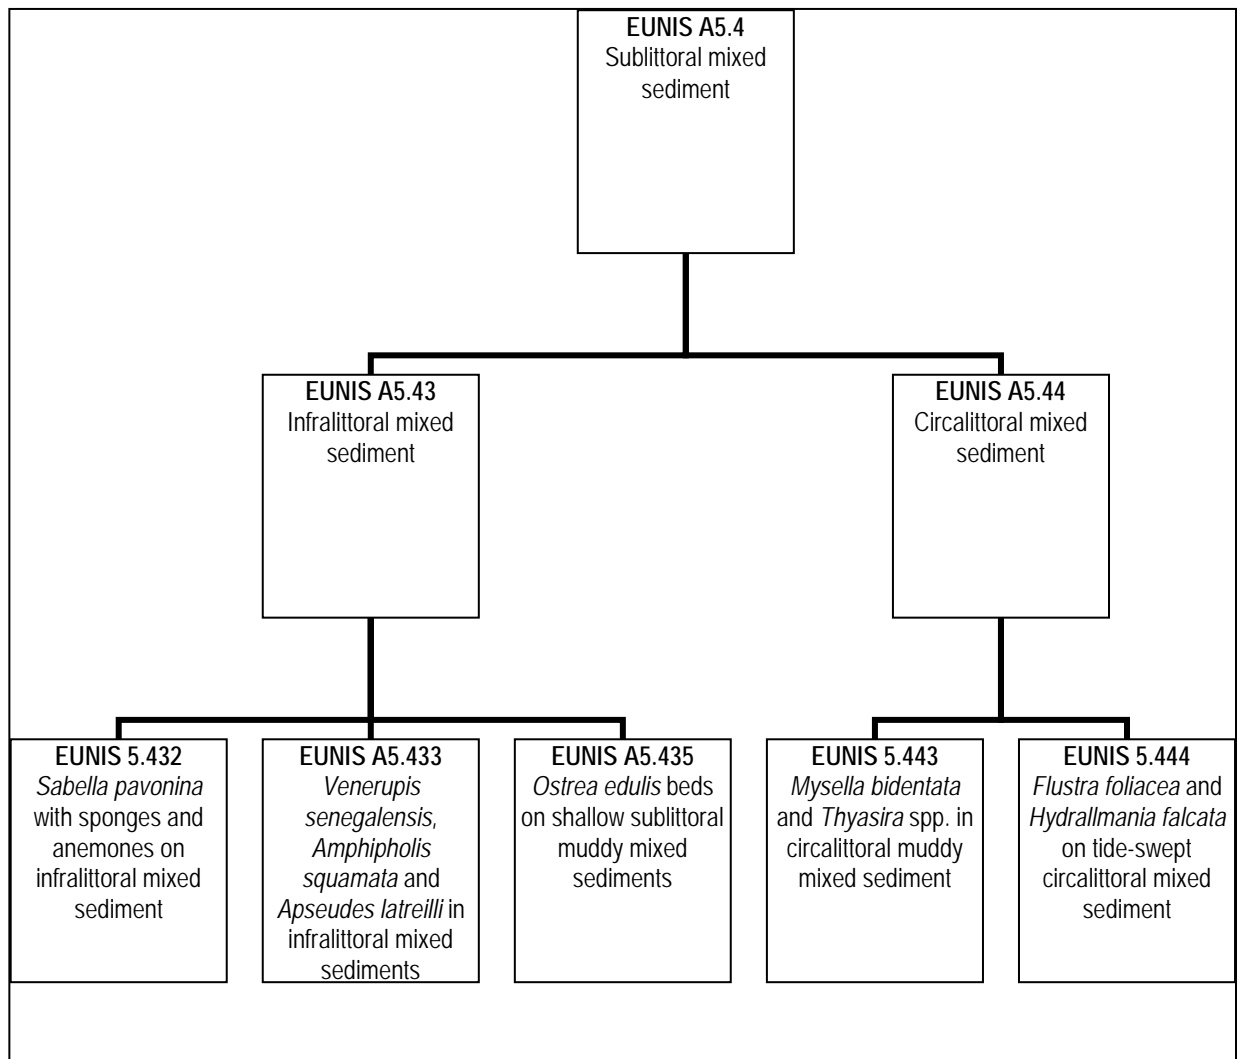 EUNIS A5.4
Sublittoral mixed
sediment
EUNIS A5.43
Infralittoral mixed
sediment
EUNIS A5.44
Circalittoral mixed
sediment
EUNIS 5.432
Sabella pavonina
with sponges and
anemones on
infralittoral mixed
sediment
EUNIS A5.433
Venerupis
senegalensis,
Amphipholis
squamata and
Apseudes latreilli in
infralittoral mixed
sediments
EUNIS A5.435
Ostrea edulis beds
on shallow sublittoral
muddy mixed
sediments
EUNIS 5.443
Mysella bidentata
and Thyasira spp. in
circalittoral muddy
mixed sediment
EUNIS 5.444
Flustra foliacea and
Hydrallmania falcata
on tide-swept
circalittoral mixed
sediment